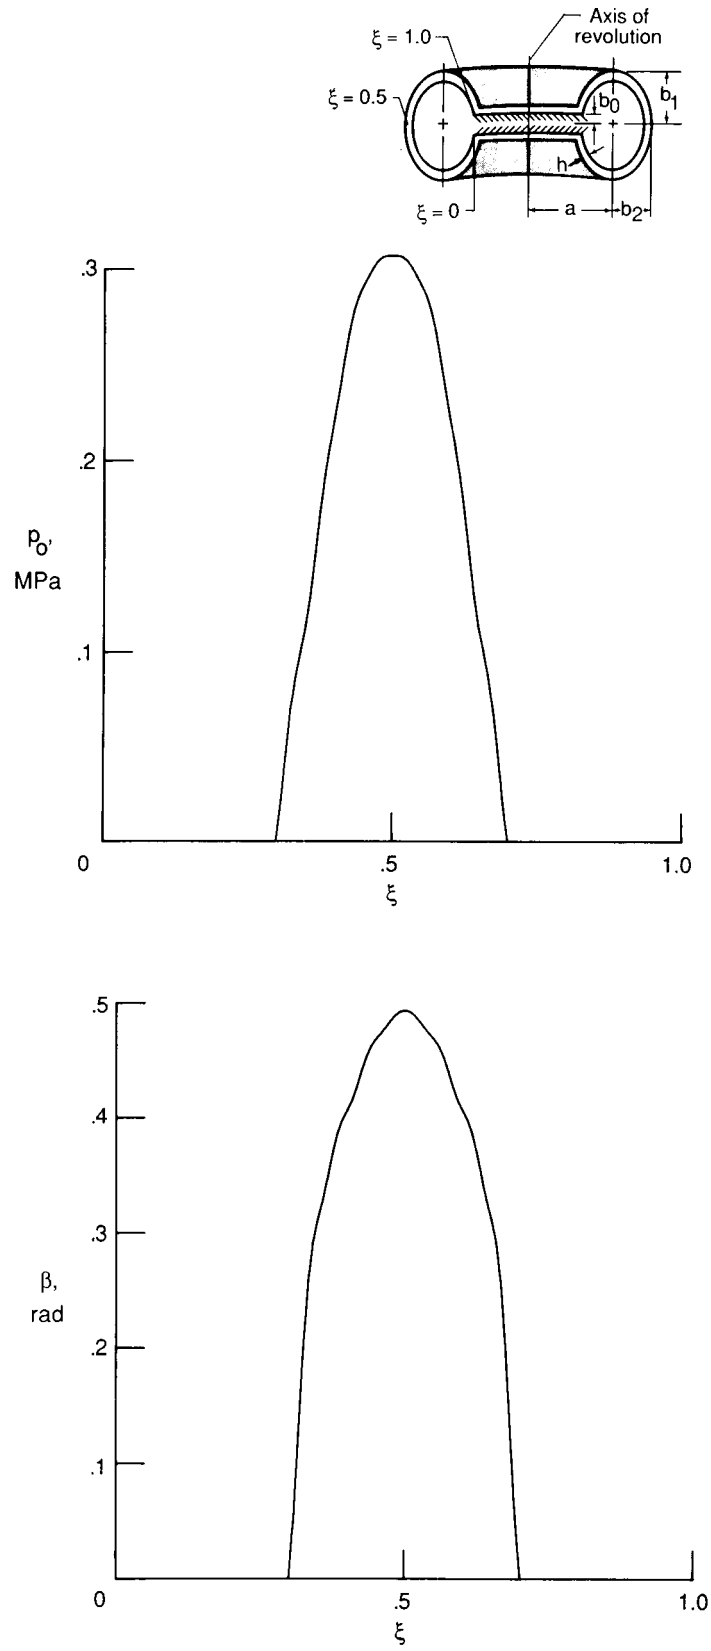 Axis of
revolution
ξ = 1.0
ξ = 0.5
b0
b1
h
ξ = 0
a
b2
.3
.2
po,
MPa
.1
0
.5
1.0
ξ
.5
.4
.3
β,
rad
.2
.1
0
.5
1.0
ξ